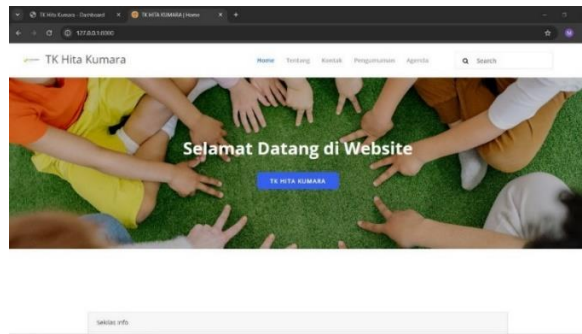 TK Hita Kumara - Dashboard
TK HITA KUMARA | Home
127.0.0.1:8000
TK Hita Kumara
Home Tentang Kontak Pengumuman Agenda
Search
Selamat Datang di Website
TK HITA KUMARA
Sekilas Info